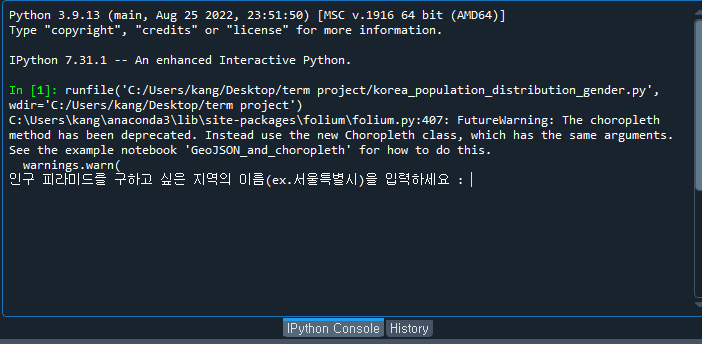 Python 3.9.13 (main, Aug 25 2022, 23:51:50) [MSC v.1916 64 bit (AMD64)]
Type "copyright", "credits" or "license" for more information.
IPython 7.31.1 -- An enhanced Interactive Python.
In [1]: runfile('C:/Users/kang/Desktop/term project/korea_population_distribution_gender.py',
wdir='C:/Users/kang/Desktop/term project')
C:\Users\kang\anaconda3\lib\site-packages\folium\folium.py:407: FutureWarning: The choropleth
method has been deprecated. Instead use the new Choropleth class, which has the same arguments.
See the example notebook 'GeoJSON_and_choropleth' for how to do this.
warnings.warn(
인구 피라미드를 구하고 싶은 지역의 이름(ex.서울특별시)을 입력하세요 :
IPython Console History